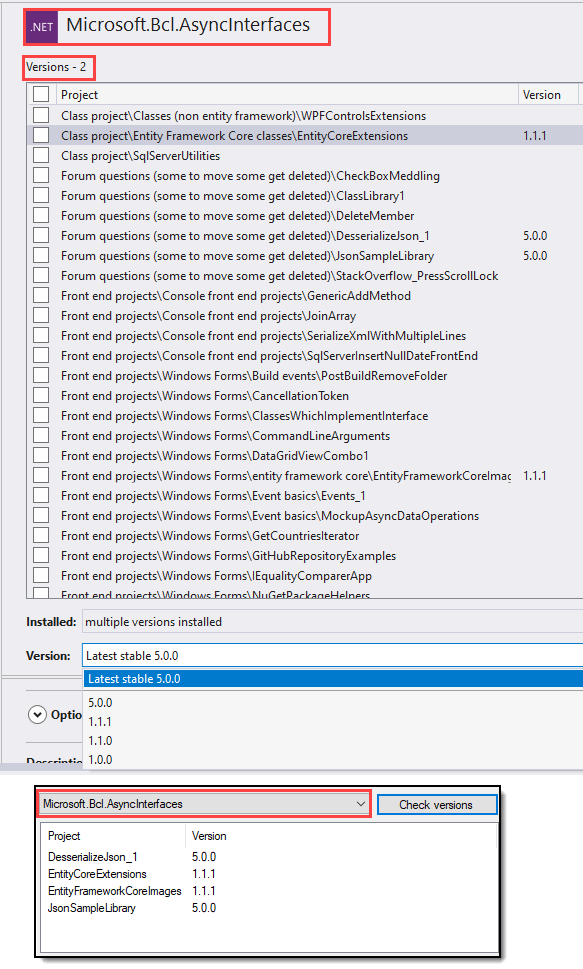 .NET Microsoft.Bcl.AsyncInterfaces
Versions - 2
Project Version
Class project\Classes (non entity framework)\WPFControlsExtensions
Class project\Entity Framework Core classes\EntityCoreExtensions 1.1.1
Class project\SqlServerUtilities
Forum questions (some to move some get deleted)\CheckBoxMeddling
Forum questions (some to move some get deleted)\ClassLibrary1
Forum questions (some to move some get deleted)\DeleteMember
Forum questions (some to move some get deleted)\DesserializeJson_1 5.0.0
Forum questions (some to move some get deleted)\JsonSampleLibrary 5.0.0
Forum questions (some to move some get deleted)\StackOverflow_PressScrollLock
Front end projects\Console front end projects\GenericAddMethod
Front end projects\Console front end projects\JoinArray
Front end projects\Console front end projects\SerializeXmlWithMultipleLines
Front end projects\Console front end projects\SqlServerInsertNullDateFrontEnd
Front end projects\Windows Forms\Build events\PostBuildRemoveFolder
Front end projects\Windows Forms\CancellationToken
Front end projects\Windows Forms\ClassesWhichImplementInterface
Front end projects\Windows Forms\CommandLineArguments
Front end projects\Windows Forms\DataGridViewCombo1
Front end projects\Windows Forms\entity framework core\EntityFrameworkCoreImag 1.1.1
Front end projects\Windows Forms\Event basics\Events_1
Front end projects\Windows Forms\Event basics\MockupAsyncDataOperations
Front end projects\Windows Forms\GetCountriesIterator
Front end projects\Windows Forms\GitHubRepositoryExamples
Front end projects\Windows Forms\IEqualityComparerApp
Front end projects\Windows Forms\NuGetPackageHelpers
Installed: multiple versions installed
Version: Latest stable 5.0.0
Latest stable 5.0.0
5.0.0
Optio
1.1.1
1.1.0
Descriptio
1.0.0
Microsoft.Bcl.AsyncInterfaces Check versions
Project Version
DesserializeJson_1 5.0.0
EntityCoreExtensions 1.1.1
EntityFrameworkCoreImages 1.1.1
JsonSampleLibrary 5.0.0